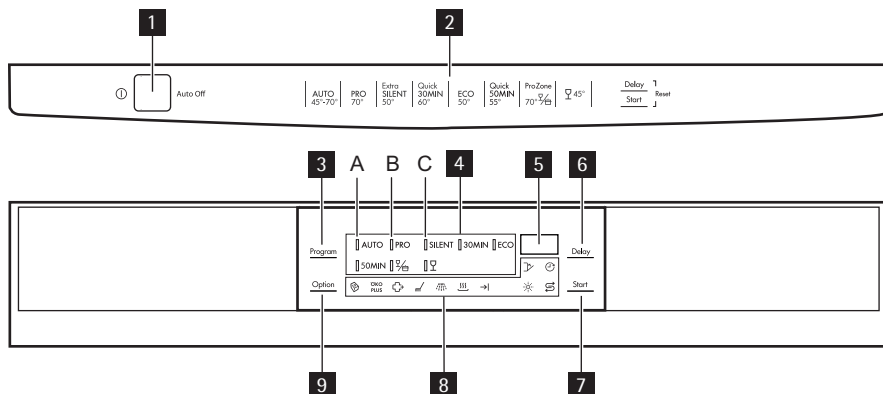 1
2
Auto Off
AUTO
45°-70°
PRO
70°
Extra
SILENT
50°
Quick
30MIN
60°
ECO
50°
Quick
50MIN
55°
ProZone
70°
45°
Delay
Start
Reset
3
A
B
C
4
5
6
Program
AUTO
PRO
SILENT
30MIN
ECO
Delay
50MIN
Option
ÖKO
PLUS
Start
9
8
7